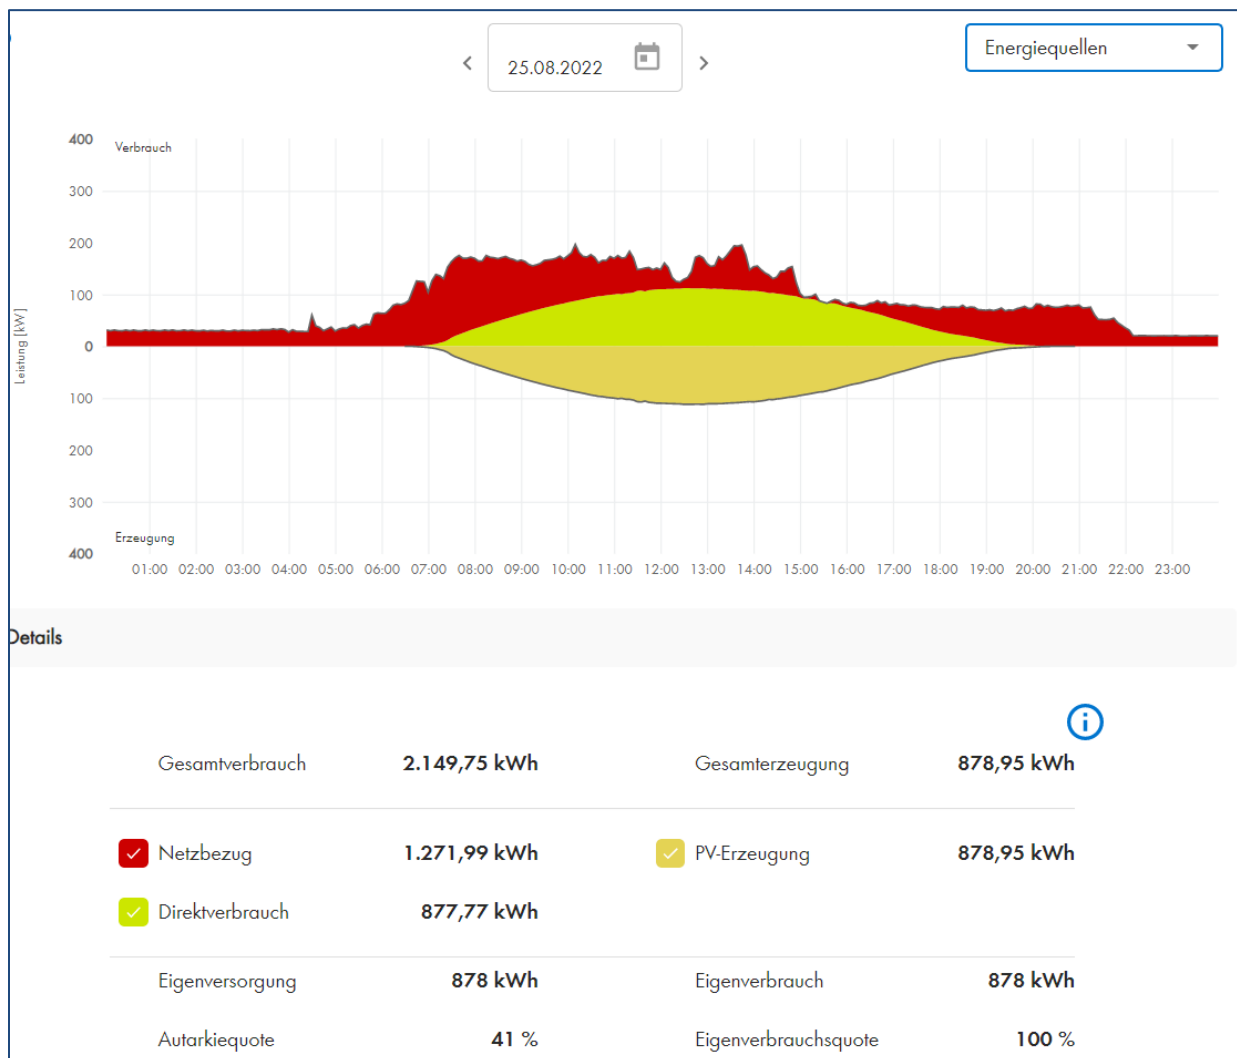 25.08.2022
Energiequellen
400
Verbrauch
300
200
100
0
100
200
300
Erzeugung
400
Leistung [kW]
01:00 02:00 03:00 04:00 05:00 06:00 07:00 08:00 09:00 10:00 11:00 12:00 13:00 14:00 15:00 16:00 17:00 18:00 19:00 20:00 21:00 22:00 23:00
Details
Gesamtverbrauch 2.149,75 kWh Gesamterzeugung 878,95 kWh
Netzbezug 1.271,99 kWh PV-Erzeugung 878,95 kWh
Direktverbrauch 877,77 kWh
Eigenversorgung 878 kWh Eigenverbrauch 878 kWh
Autarkiequote 41 % Eigenverbrauchsquote 100 %